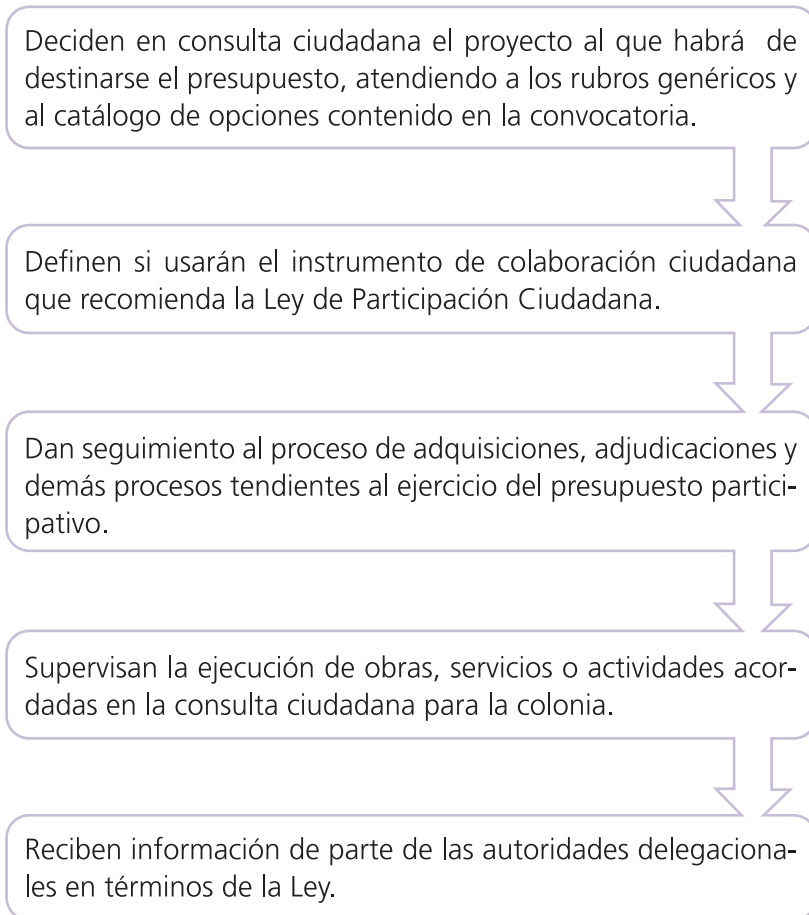 Deciden en consulta ciudadana el proyecto al que habrá de
destinarse el presupuesto, atendiendo a los rubros genéricos y
al catálogo de opciones contenido en la convocatoria.
Definen si usarán el instrumento de colaboración ciudadana
que recomienda la Ley de Participación Ciudadana.
Dan seguimiento al proceso de adquisiciones, adjudicaciones y
demás procesos tendientes al ejercicio del presupuesto partici-
pativo.
Supervisan la ejecución de obras, servicios o actividades acor-
dadas en la consulta ciudadana para la colonia.
Reciben información de parte de las autoridades delegaciona-
les en términos de la Ley.